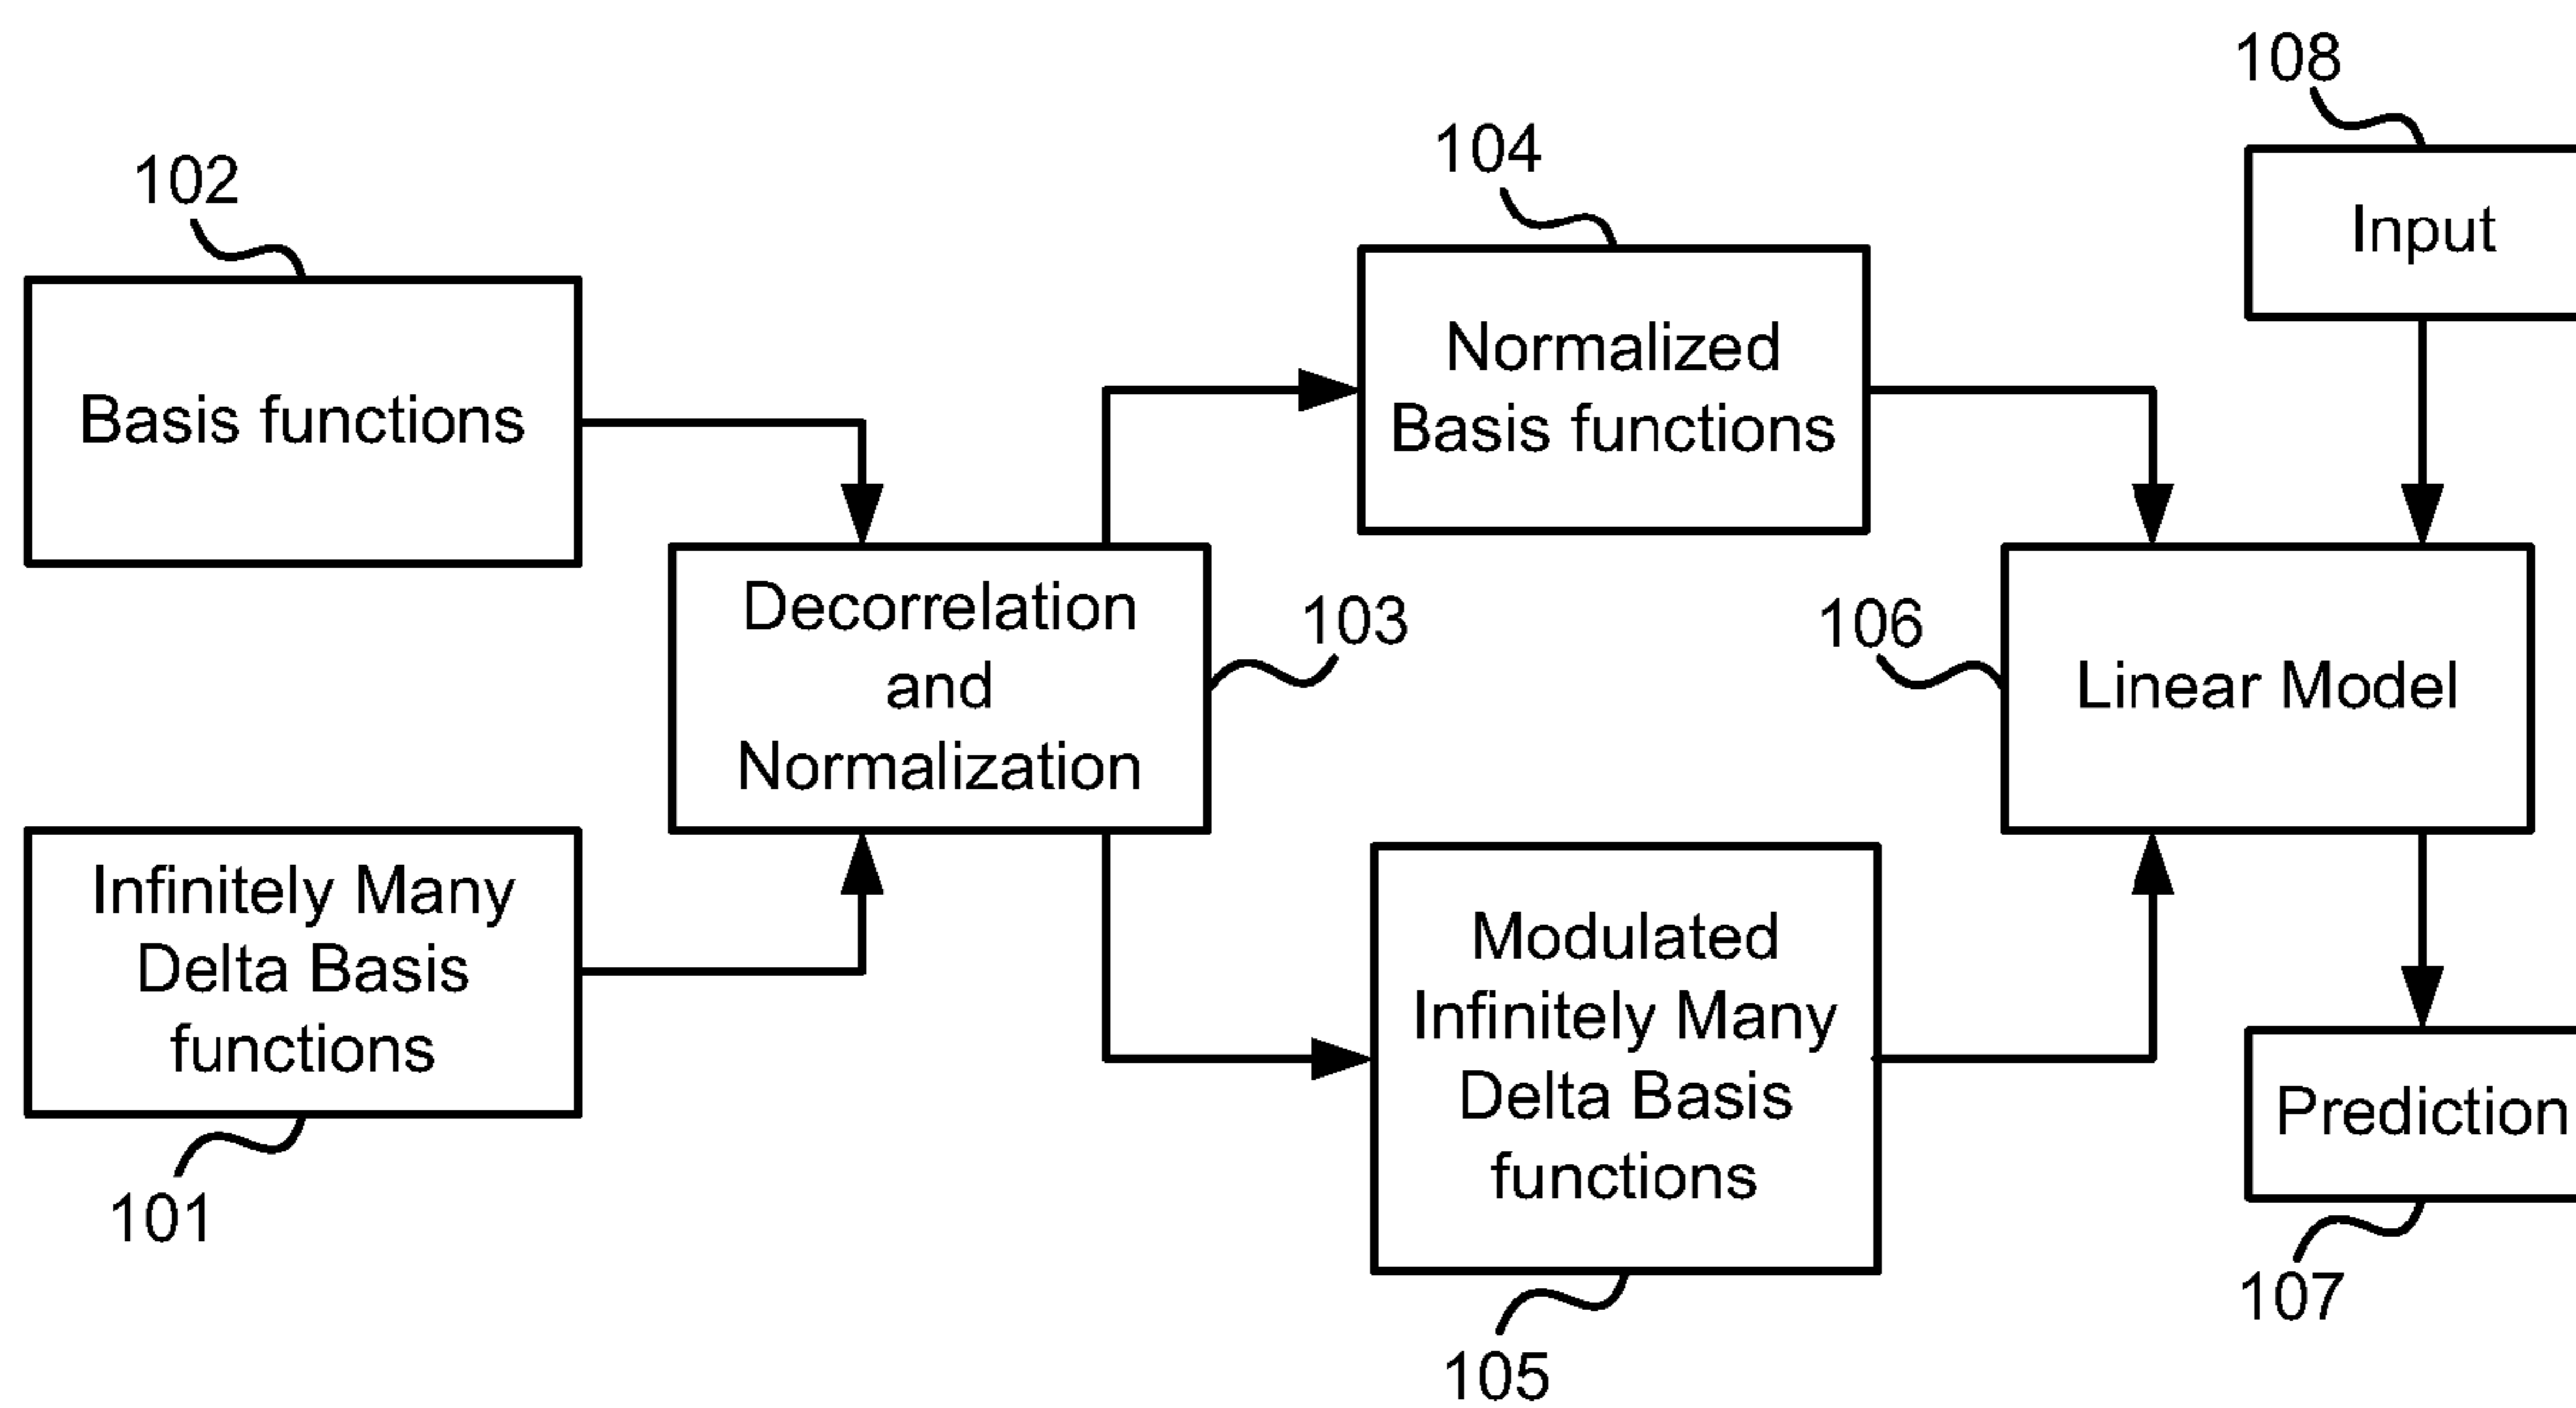 108
Input
102
Basis functions
104
Normalized
Basis functions
Decorrelation
and
Normalization
103
106
Linear Model
Infinitely Many
Delta Basis
functions
101
Modulated
Infinitely Many
Delta Basis
functions
105
Prediction
107